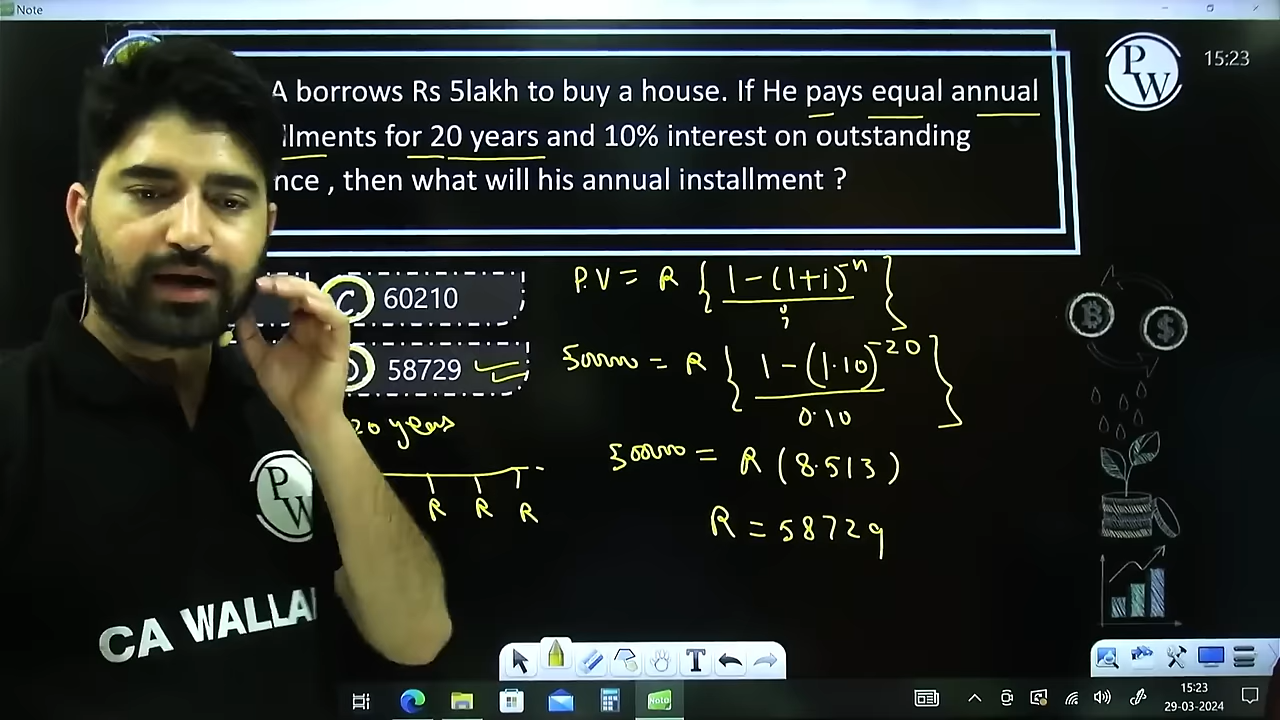 Note
A borrows Rs 5lakh to buy a house. If He pays equal annual
llments for 20 years and 10% interest on outstanding
nce , then what will his annual installment ?
PW
15:23
C 60210
D 58729
20 years
R R R
P.V = R { 1-(1+i)^-n / i }
500000 = R { 1-(1.10)^-20 / 0.10 }
500000 = R (8.513)
R = 58729
PW
CA WALLA
T
Note
15:23
29-03-2024